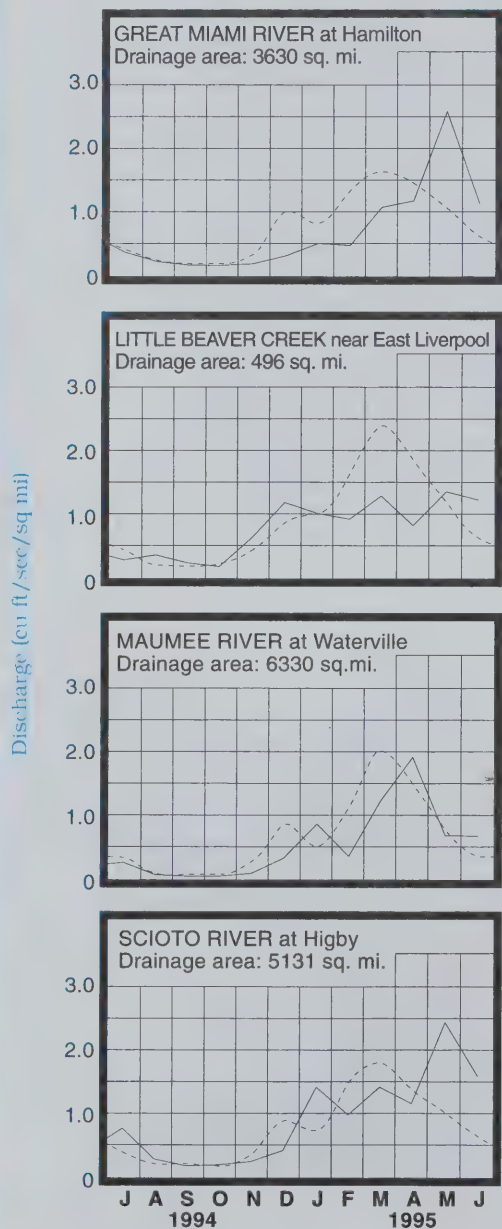 GREAT MIAMI RIVER at Hamilton
Drainage area: 3630 sq. mi.
3.0
2.0
1.0
0
LITTLE BEAVER CREEK near East Liverpool
Drainage area: 496 sq. mi.
3.0
2.0
1.0
0
Discharge (cu ft/sec/sq mi)
MAUMEE RIVER at Waterville
Drainage area: 6330 sq.mi.
3.0
2.0
1.0
0
SCIOTO RIVER at Higby
Drainage area: 5131 sq. mi.
3.0
2.0
1.0
0
J A S O N D J F M A M J
1994 1995